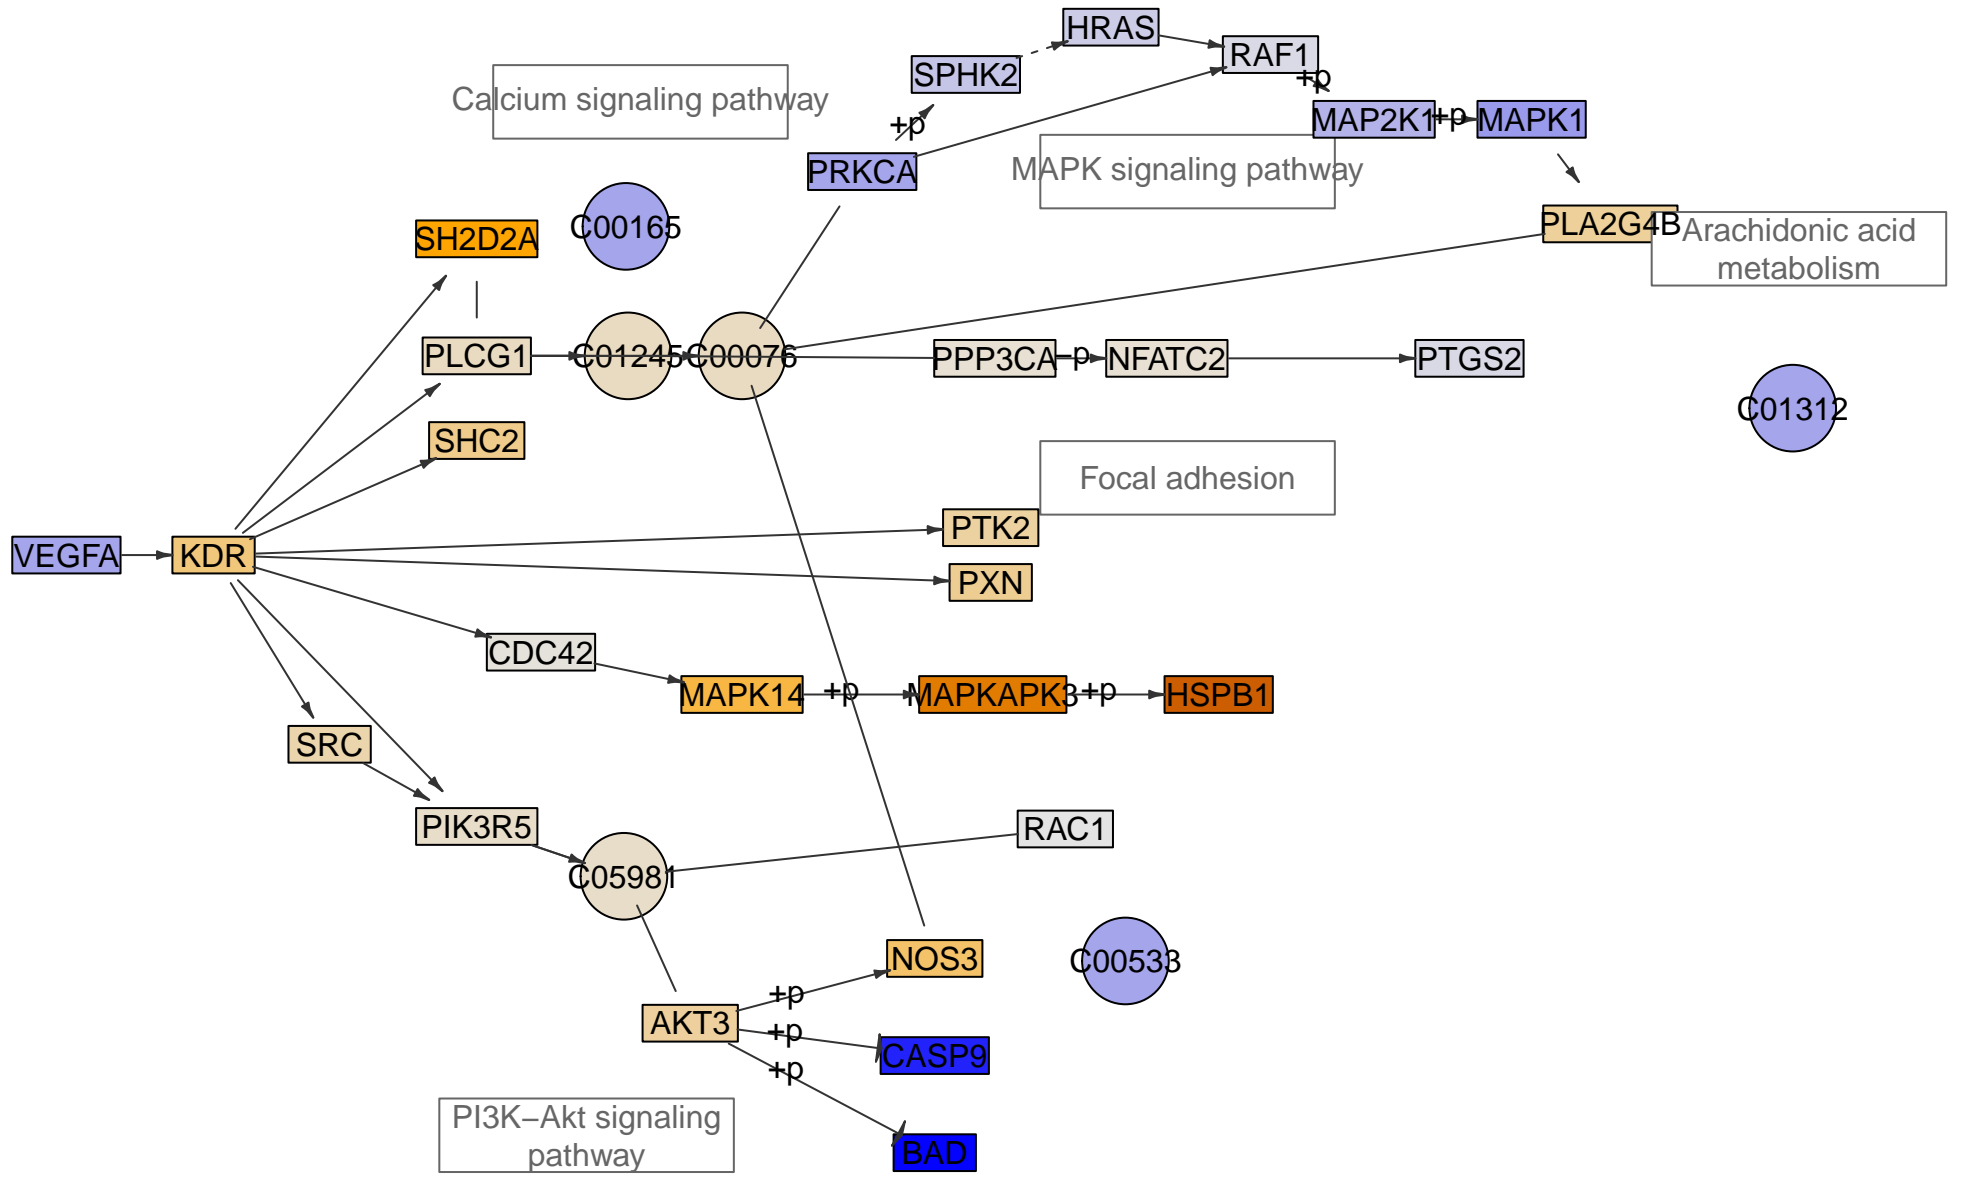 HRAS
RAF1
+p
SPHK2
Calcium signaling pathway
+p
MAP2K1
+p
MAPK1
PRKCA
MAPK signaling pathway
C00165
SH2D2A
PLA2G4B
Arachidonic acid
metabolism
PLCG1
C01245
C00076
PPP3CA
−p
NFATC2
PTGS2
C01312
SHC2
Focal adhesion
PTK2
VEGFA
KDR
PXN
CDC42
MAPK14
+p
MAPKAPK3
+p
HSPB1
SRC
PIK3R5
RAC1
C05981
NOS3
C00533
+p
AKT3
+p
CASP9
+p
PI3K−Akt signaling
pathway
BAD